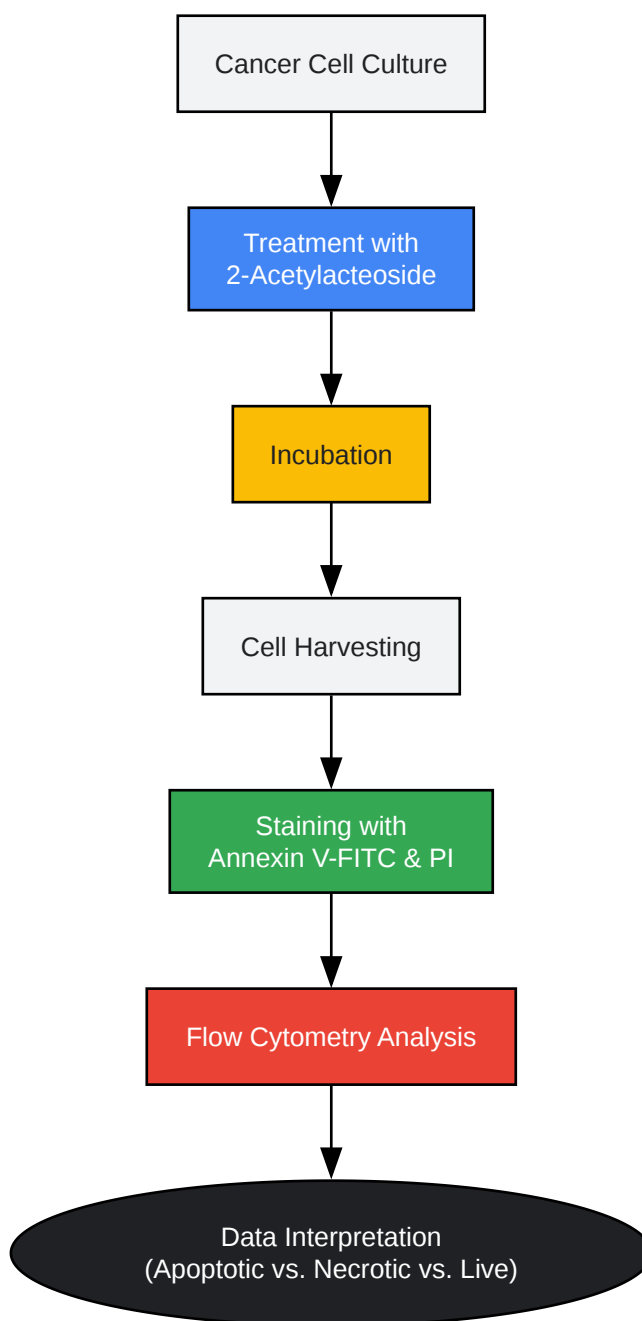 Cancer Cell Culture
Treatment with
2-Acetylacteoside
Incubation
Cell Harvesting
Staining with
Annexin V-FITC & PI
Flow Cytometry Analysis
Data Interpretation
(Apoptotic vs. Necrotic vs. Live)